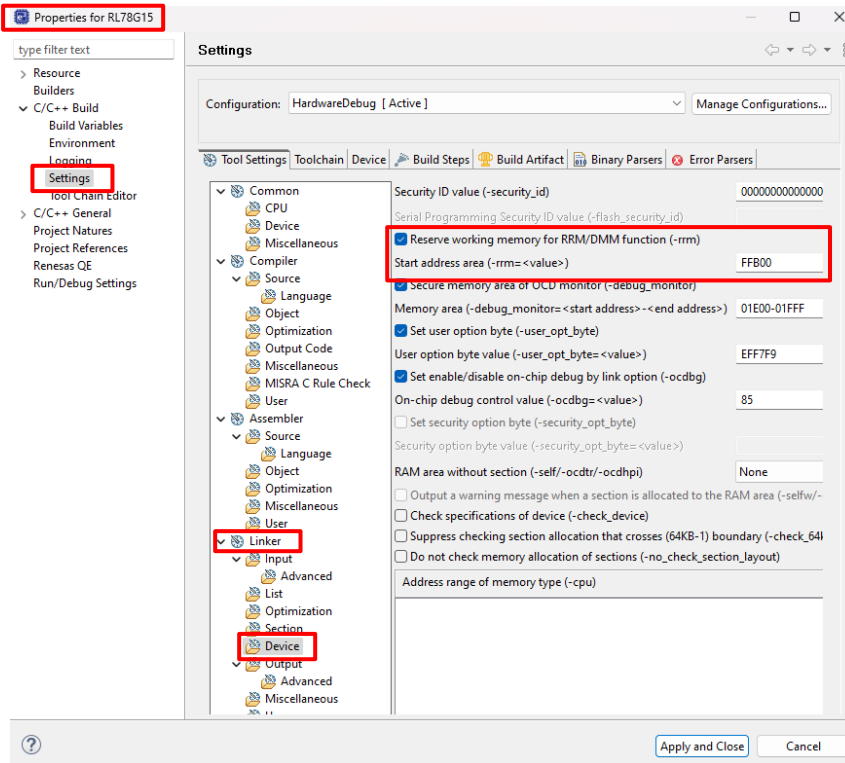 Properties for RL78G15
type filter text
Settings
Resource
Builders
C/C++ Build
Build Variables
Environment
Logging
Settings
Tool Chain Editor
C/C++ General
Project Natures
Project References
Renesas QE
Run/Debug Settings
Configuration: HardwareDebug [ Active ] Manage Configurations...
Tool Settings Toolchain Device Build Steps Build Artifact Binary Parsers Error Parsers
Common
CPU
Device
Miscellaneous
Compiler
Source
Language
Object
Optimization
Output Code
Miscellaneous
MISRA C Rule Check
User
Assembler
Source
Language
Object
Optimization
Miscellaneous
User
Linker
Input
Advanced
List
Optimization
Section
Device
Output
Advanced
Miscellaneous
Security ID value (-security_id) 00000000000000
Serial Programming Security ID value (-flash_security_id)
Reserve working memory for RRM/DMM function (-rrm)
Start address area (-rrm=<value>) FFB00
Secure memory area of OCD monitor (-debug_monitor)
Memory area (-debug_monitor=<start address>-<end address>) 01E00-01FFF
Set user option byte (-user_opt_byte)
User option byte value (-user_opt_byte=<value>) EFF7F9
Set enable/disable on-chip debug by link option (-ocdbg)
On-chip debug control value (-ocdbg=<value>) 85
Set security option byte (-security_opt_byte)
Security option byte value (-security_opt_byte=<value>)
RAM area without section (-self/-ocdtr/-ocdhpi) None
Output a warning message when a section is allocated to the RAM area (-selfw/-
Check specifications of device (-check_device)
Suppress checking section allocation that crosses (64KB-1) boundary (-check_64
Do not check memory allocation of sections (-no_check_section_layout)
Address range of memory type (-cpu)
Apply and Close Cancel